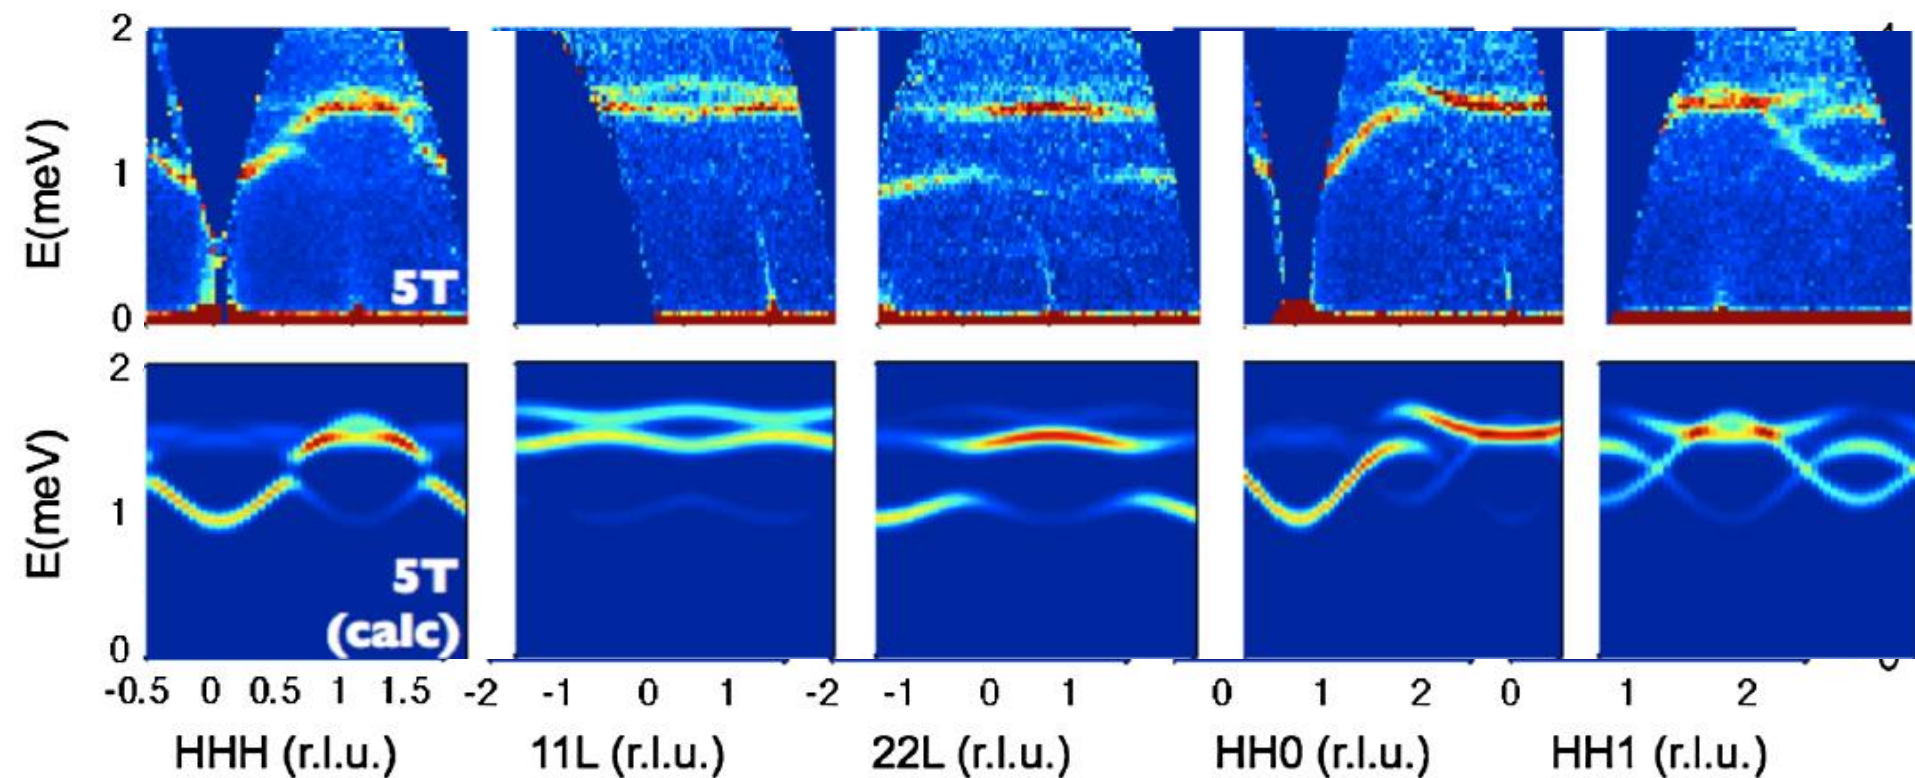 2
E(meV)
1
0
5T
2
E(meV)
1
0
5T
(calc)
-0.5 0 0.5 1 1.5 -2 -1 0 1 -2 -1 0 1 0 1 2 0 1 2
HHH (r.l.u.) 11L (r.l.u.) 22L (r.l.u.) HH0 (r.l.u.) HH1 (r.l.u.)